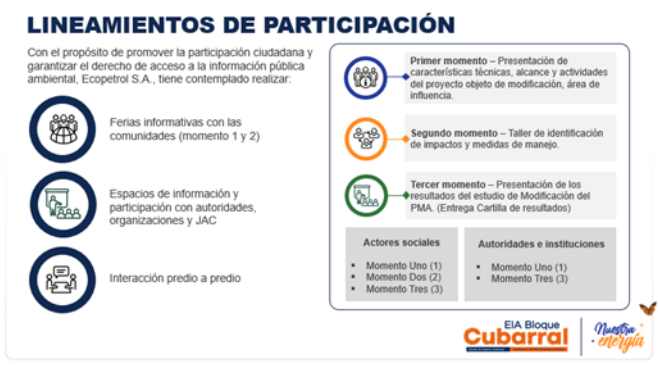 LINEAMIENTOS DE PARTICIPACIÓN
Con el propósito de promover la participación ciudadana y
garantizar el derecho de acceso a la información pública
ambiental, Ecopetrol S.A., tiene contemplado realizar:
Ferias informativas con las
comunidades (momento 1 y 2)
Espacios de información y
participación con autoridades,
organizaciones y JAC
Interacción predio a predio
Primer momento – Presentación de
características técnicas, alcance y actividades
del proyecto objeto de modificación, área de
influencia.
Segundo momento – Taller de identificación
de impactos y medidas de manejo.
Tercer momento – Presentación de los
resultados del estudio de Modificación del
PMA. (Entrega Cartilla de resultados)
Actores sociales
▪ Momento Uno (1)
▪ Momento Dos (2)
▪ Momento Tres (3)
Autoridades e instituciones
▪ Momento Uno (1)
▪ Momento Tres (3)
EIA Bloque
Cubarral
Nuestra
energía